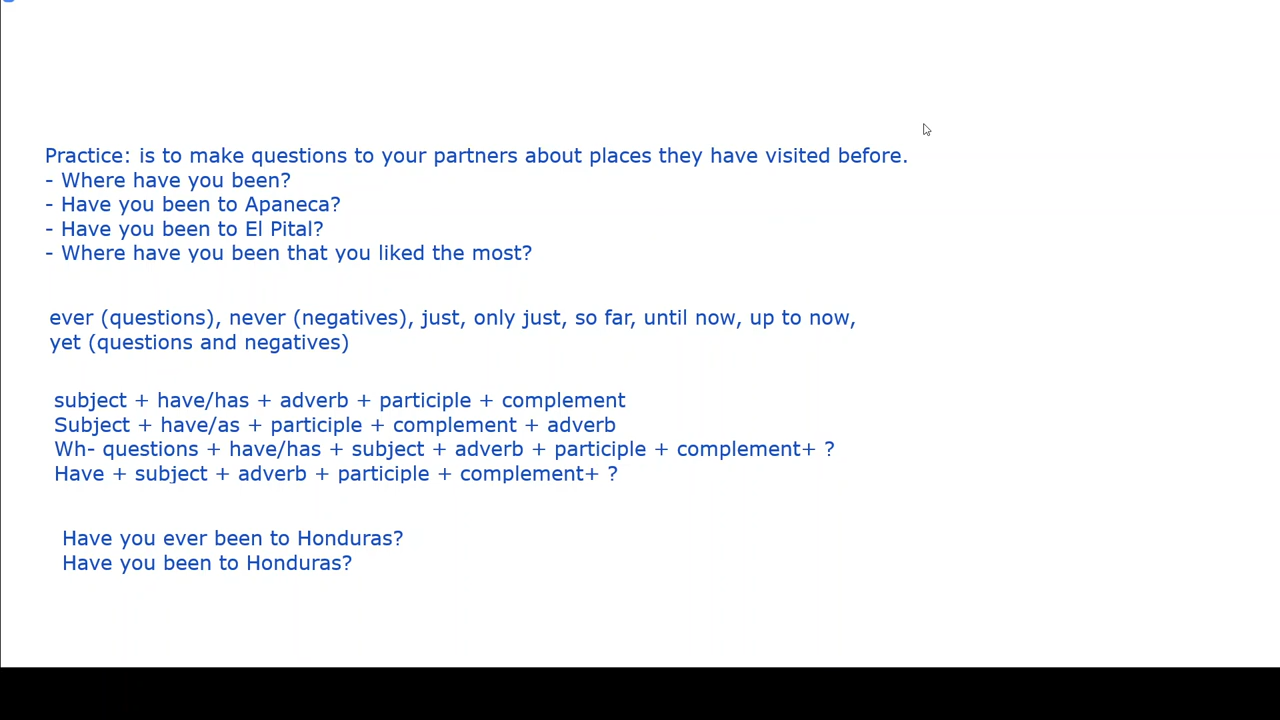 Practice: is to make questions to your partners about places they have visited before.
- Where have you been?
- Have you been to Apaneca?
- Have you been to El Pital?
- Where have you been that you liked the most?
ever (questions), never (negatives), just, only just, so far, until now, up to now,
yet (questions and negatives)
subject + have/has + adverb + participle + complement
Subject + have/as + participle + complement + adverb
Wh- questions + have/has + subject + adverb + participle + complement+ ?
Have + subject + adverb + participle + complement+ ?
Have you ever been to Honduras?
Have you been to Honduras?